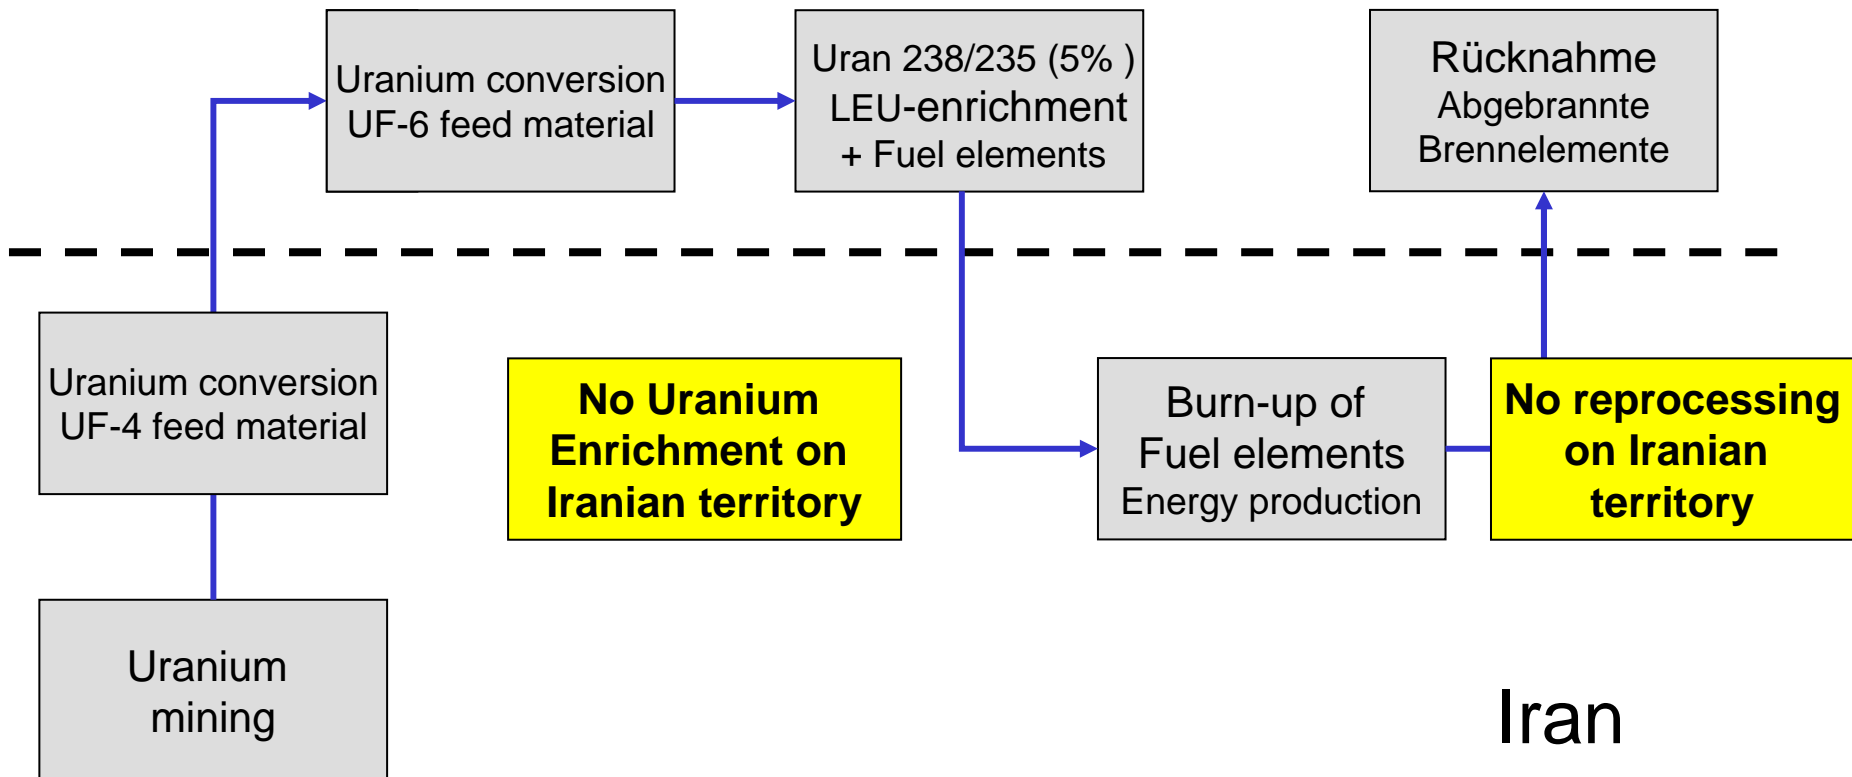 Uranium conversion
UF-6 feed material
Uran 238/235 (5% )
LEU-enrichment
+ Fuel elements
Rücknahme
Abgebrannte
Brennelemente
Uranium conversion
UF-4 feed material
No Uranium
Enrichment on
Iranian territory
Burn-up of
Fuel elements
Energy production
No reprocessing
on Iranian
territory
Uranium
mining
Iran